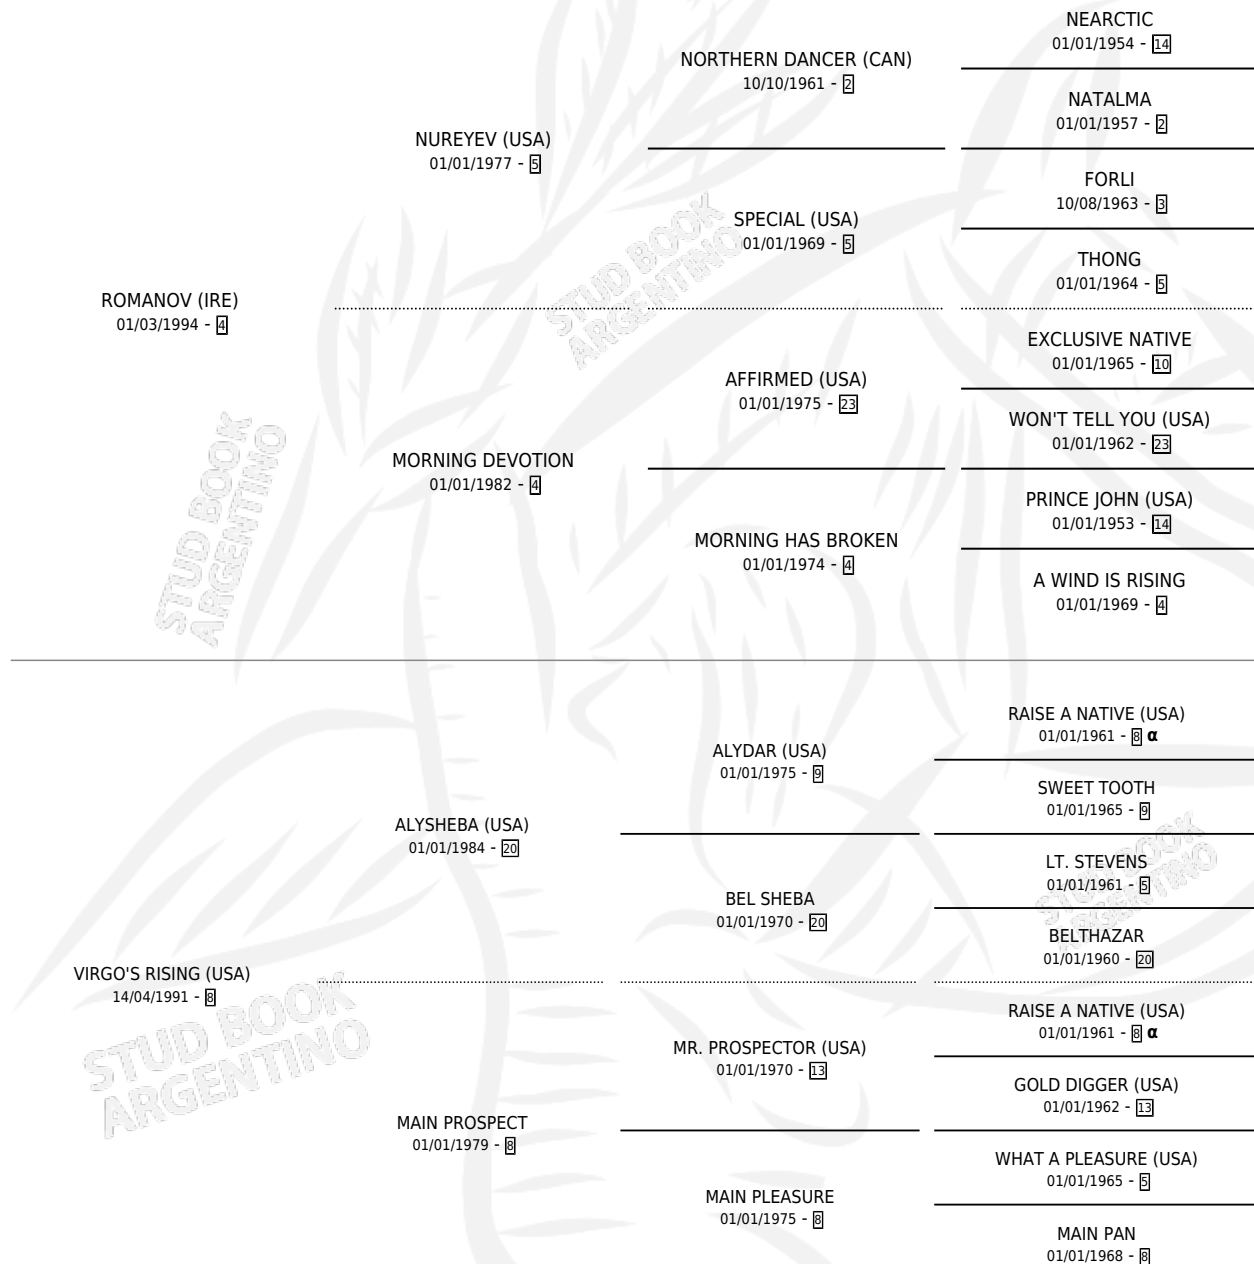 NEARCTIC
01/01/1954 - 14
NORTHERN DANCER (CAN)
10/10/1961 - 2
NATALMA
01/01/1957 - 2
NUREYEV (USA)
01/01/1977 - 5
FORLI
10/08/1963 - 3
SPECIAL (USA)
01/01/1969 - 5
THONG
01/01/1964 - 5
ROMANOV (IRE)
01/03/1994 - 4
EXCLUSIVE NATIVE
01/01/1965 - 10
AFFIRMED (USA)
01/01/1975 - 23
WON'T TELL YOU (USA)
01/01/1962 - 23
MORNING DEVOTION
01/01/1982 - 4
PRINCE JOHN (USA)
01/01/1953 - 14
MORNING HAS BROKEN
01/01/1974 - 4
A WIND IS RISING
01/01/1969 - 4
RAISE A NATIVE (USA)
01/01/1961 - 8 α
ALYDAR (USA)
01/01/1975 - 9
SWEET TOOTH
01/01/1965 - 9
ALYSHEBA (USA)
01/01/1984 - 20
LT. STEVENS
01/01/1961 - 5
BEL SHEBA
01/01/1970 - 20
BELTHAZAR
01/01/1960 - 20
VIRGO'S RISING (USA)
14/04/1991 - 8
RAISE A NATIVE (USA)
01/01/1961 - 8 α
MR. PROSPECTOR (USA)
01/01/1970 - 13
GOLD DIGGER (USA)
01/01/1962 - 13
MAIN PROSPECT
01/01/1979 - 8
WHAT A PLEASURE (USA)
01/01/1965 - 5
MAIN PLEASURE
01/01/1975 - 8
MAIN PAN
01/01/1968 - 8
STUD BOOK
ARGENTINO
STUD BOOK
ARGENTINO
STUD BOOK
ARGENTINO
STUD BOOK
ARGENTINO